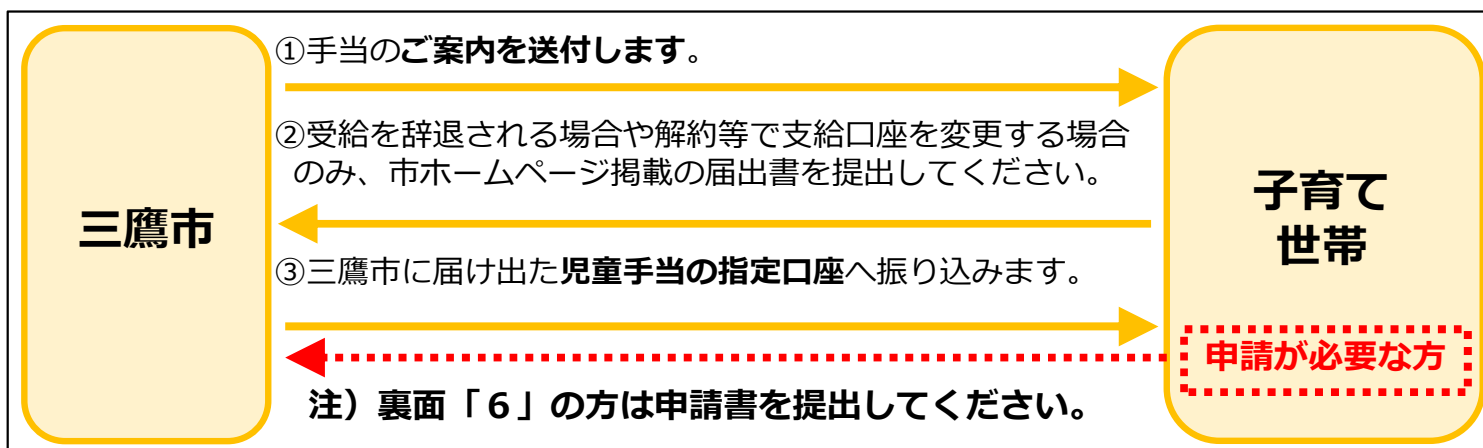 三鷹市
①手当のご案内を送付します。
②受給を辞退される場合や解約等で支給口座を変更する場合
のみ、市ホームページ掲載の届出書を提出してください。
③三鷹市に届け出た児童手当の指定口座へ振り込みます。
注）裏面「６」の方は申請書を提出してください。
子育て
世帯
申請が必要な方